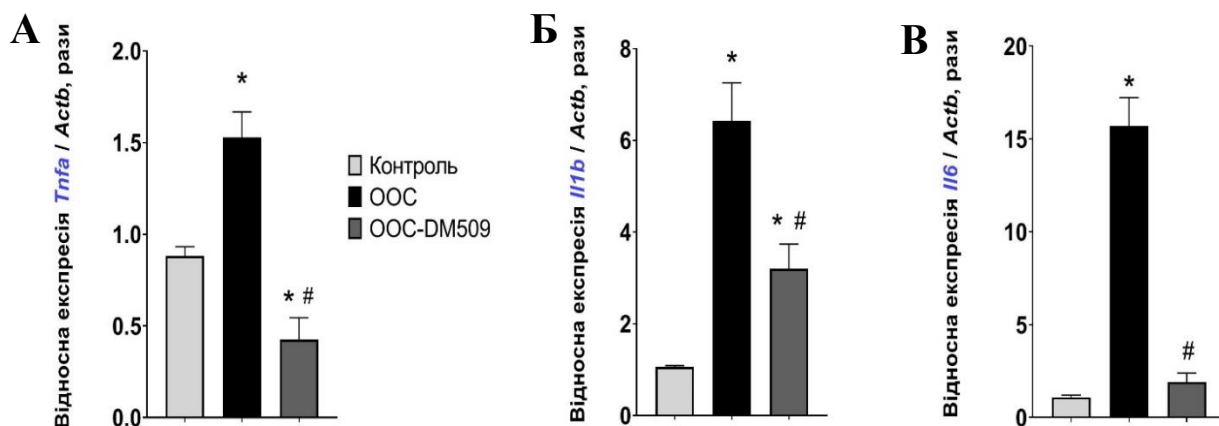 А
Відносна експресія Tnfa / Actb, рази
2.0
1.5
1.0
0.5
0.0
*
* #
Контроль
ООС
ООС-DM509
Б
Відносна експресія Il1b / Actb, рази
8
6
4
2
0
*
* #
В
Відносна експресія Il6 / Actb, рази
20
15
10
5
0
*
#